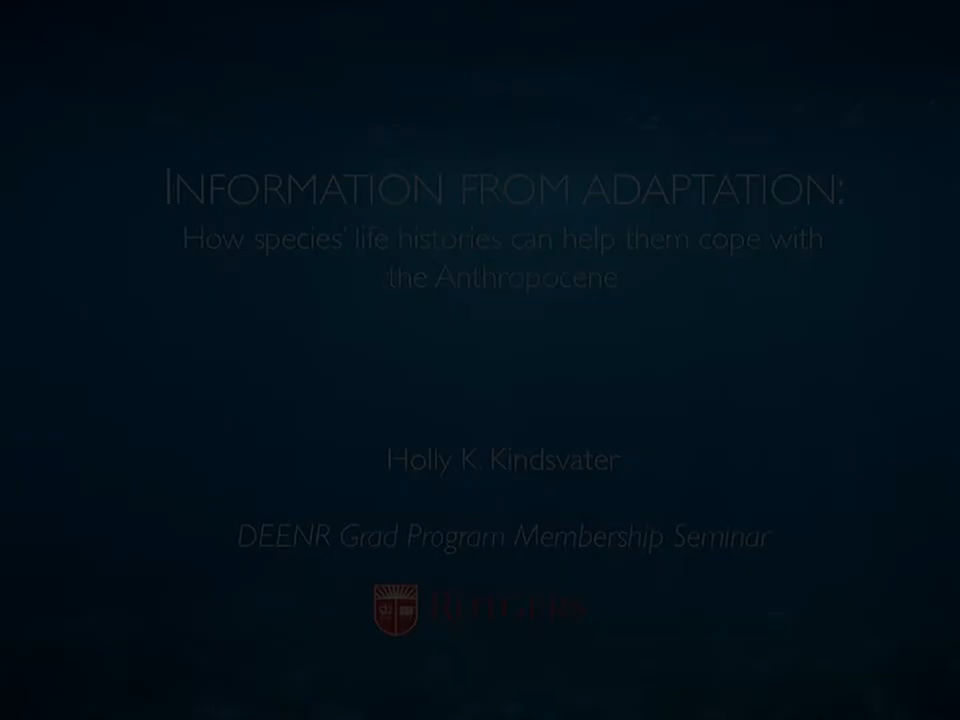 INFORMATION FROM ADAPTATION:
How species' life histories can help them cope with
the Anthropocene
Holly K. Kindsvater
DEENR Grad Program Membership Seminar
RUTGERS